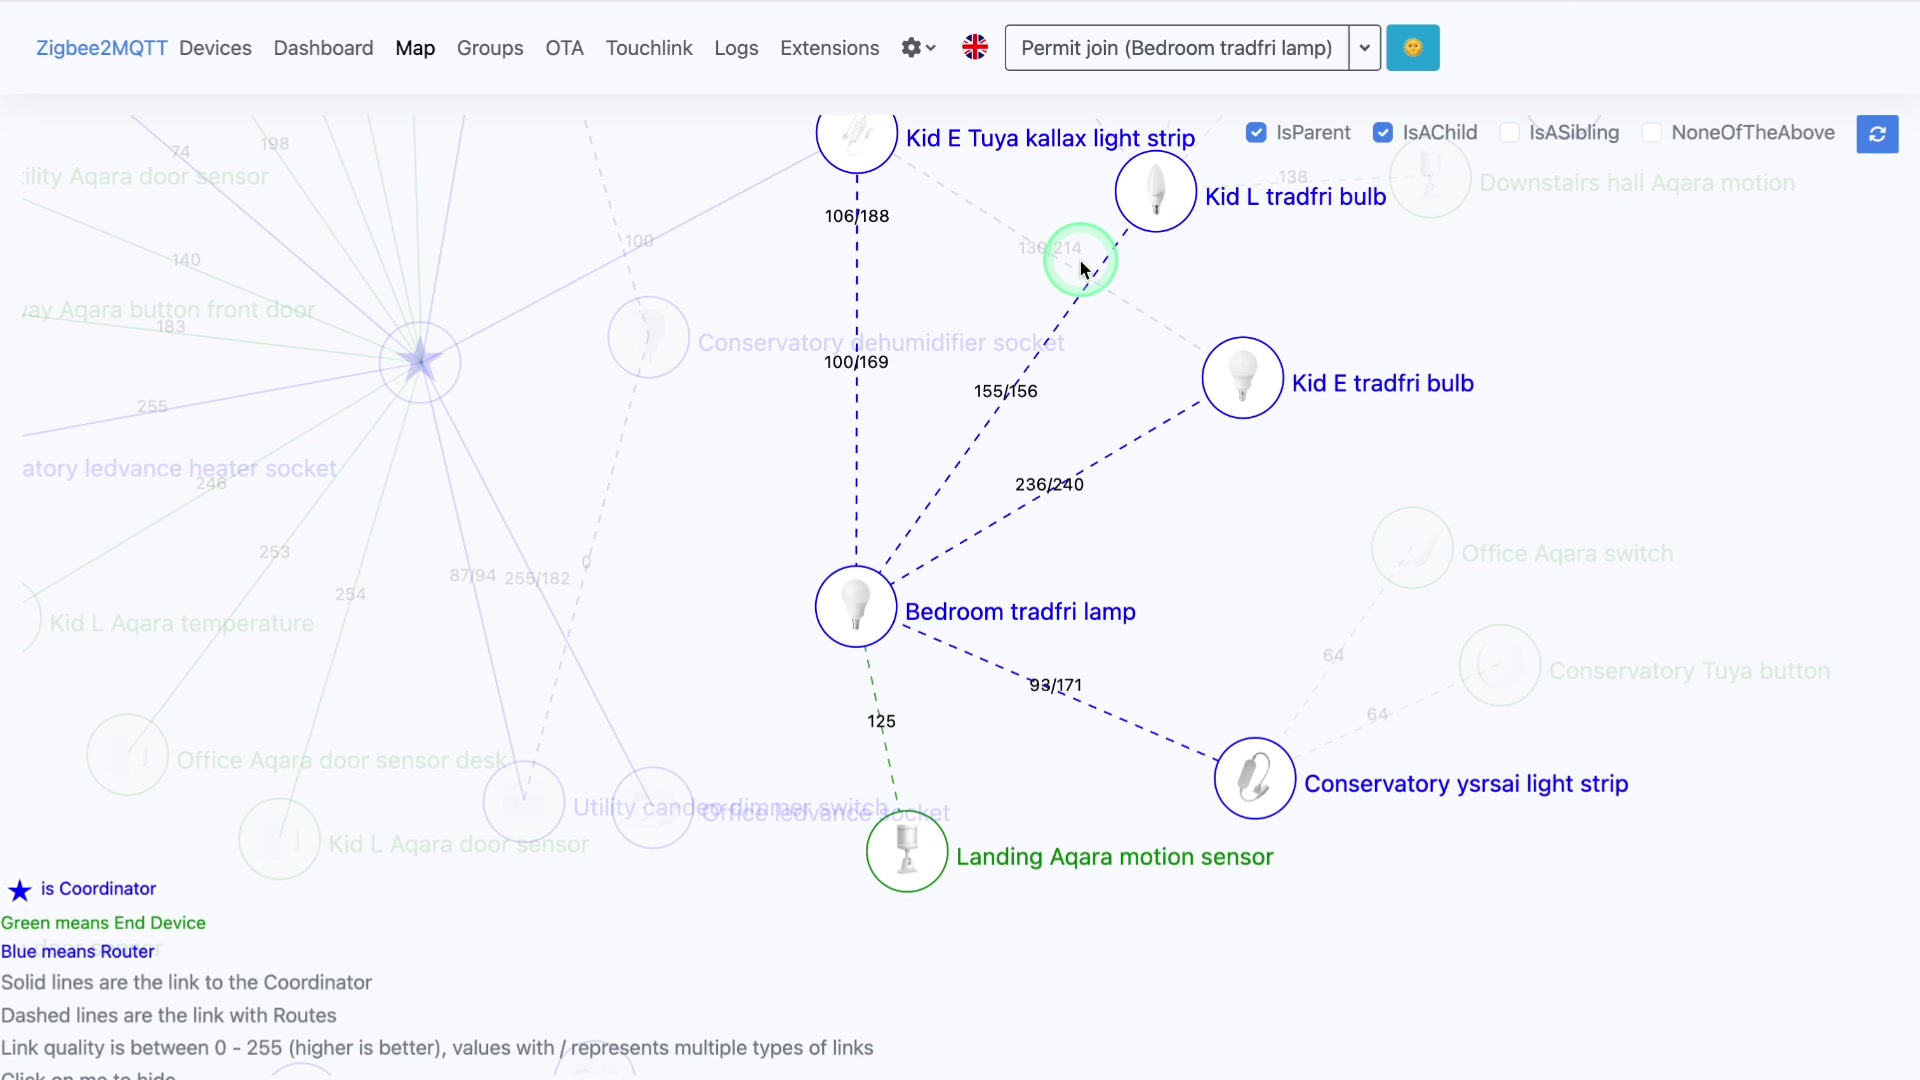 Zigbee2MQTT Devices Dashboard Map Groups OTA Touchlink Logs Extensions Permit join (Bedroom tradfri lamp)
Kid E Tuya kallax light strip
IsParent IsAChild IsASibling NoneOfTheAbove
74
198
ility Aqara door sensor
106/188
Kid L tradfri bulb
138
Downstairs hall Aqara motion
140
100
130/214
ay Aqara button front door
183
Conservatory dehumidifier socket
100/169
155/156
Kid E tradfri bulb
255
atory ledvance heater socket
246
236/240
253
87/94
255/182
0
254
Office Aqara switch
Kid L Aqara temperature
Bedroom tradfri lamp
64
Conservatory Tuya button
93/171
64
125
Office Aqara door sensor desk
Conservatory ysrsai light strip
Utility candeo dimmer switch
Office ledvance socket
Kid L Aqara door sensor
Landing Aqara motion sensor
is Coordinator
Green means End Device
Blue means Router
Solid lines are the link to the Coordinator
Dashed lines are the link with Routes
Link quality is between 0 - 255 (higher is better), values with / represents multiple types of links
Click on me to hide